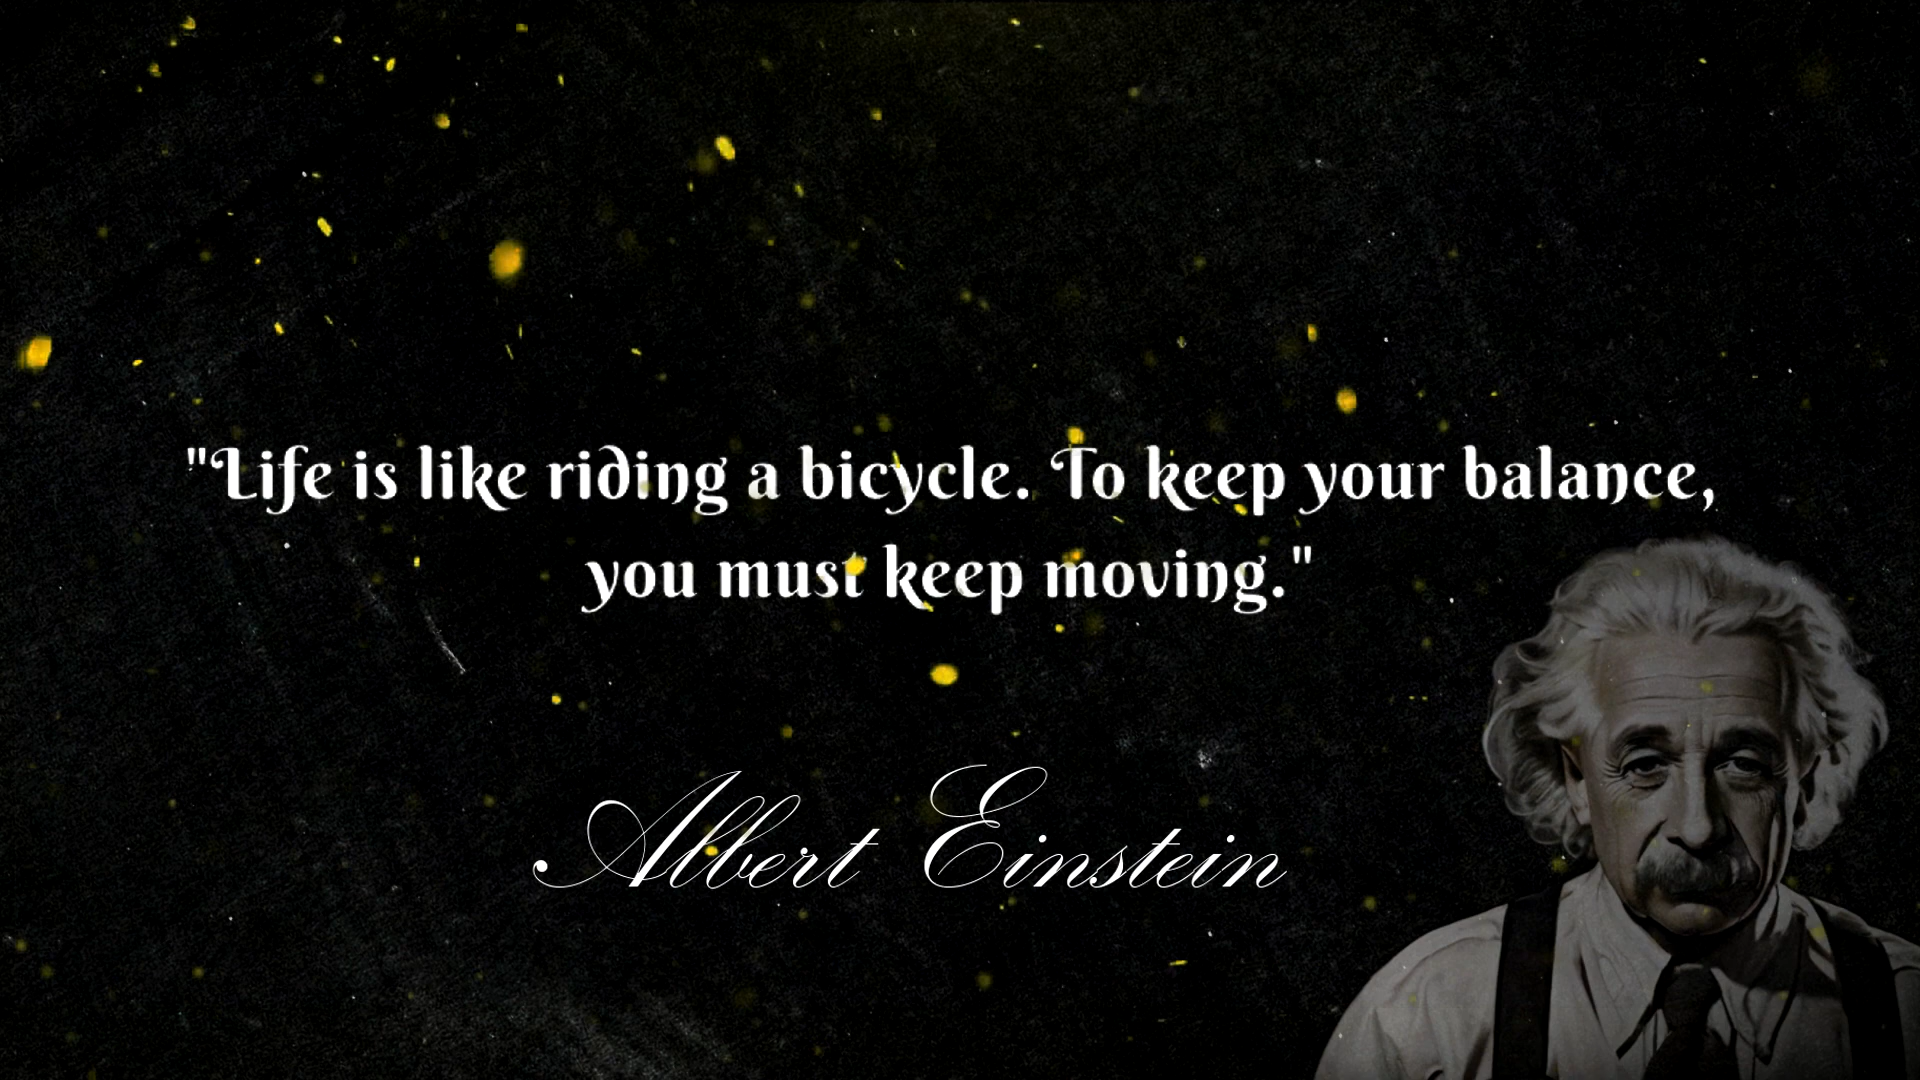 "Life is like riding a bicycle. To keep your balance,
you must keep moving."
Albert Einstein